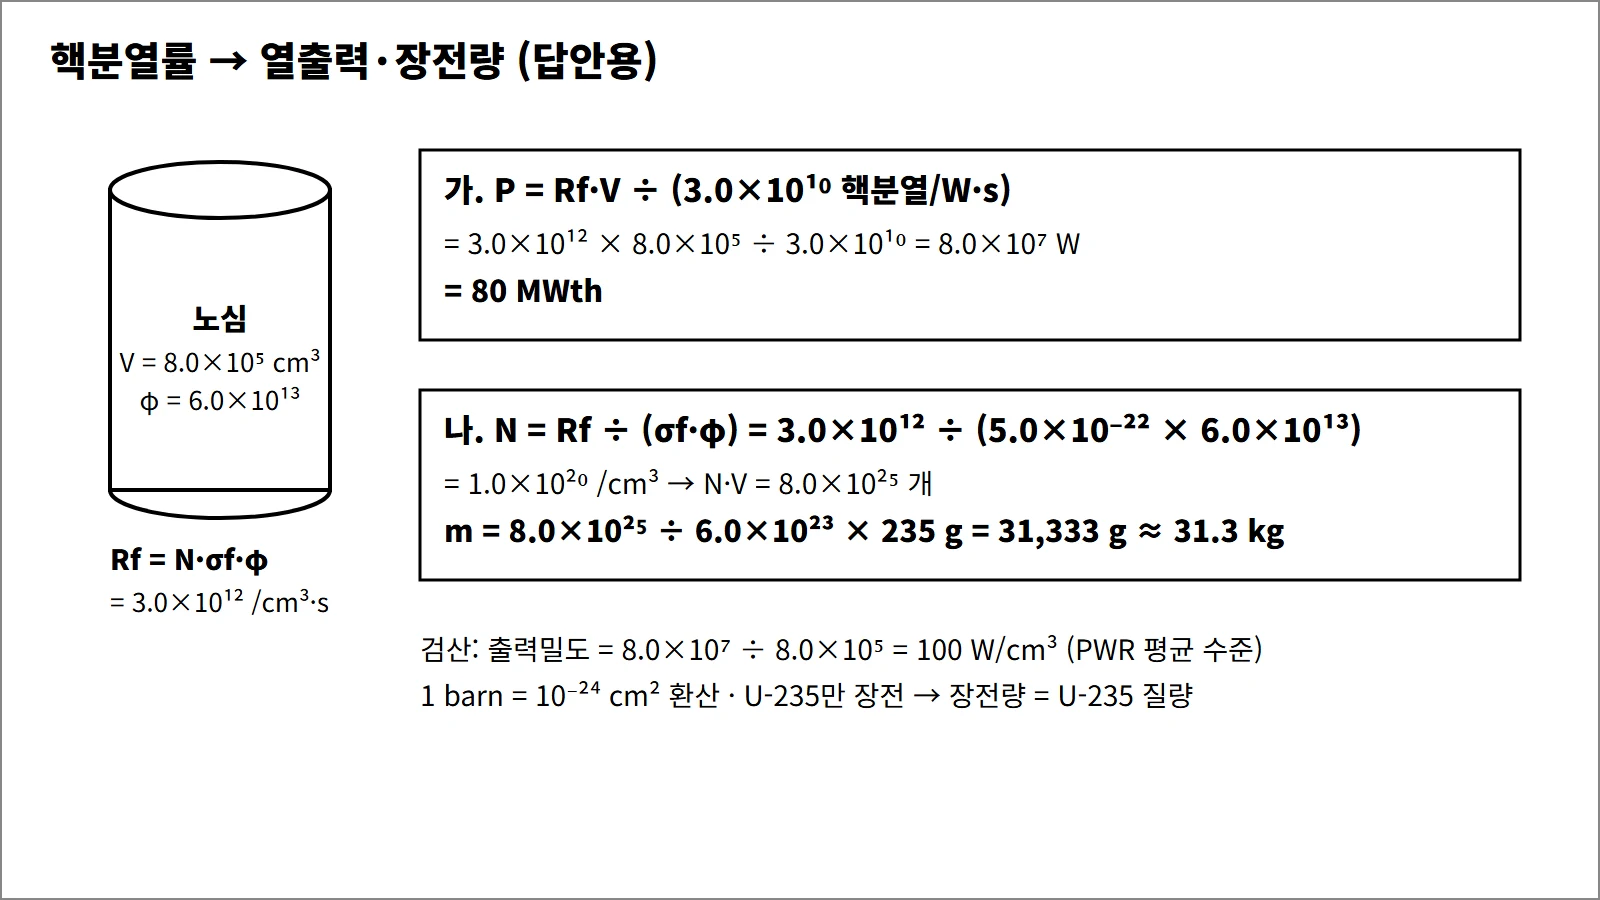 핵분열률 → 열출력·장전량 (답안용)
노심
V = 8.0×10⁵ cm³
ϕ = 6.0×10¹³
Rf = N·σf·ϕ
= 3.0×10¹² /cm³·s
가. P = Rf·V ÷ (3.0×10¹⁰ 핵분열/W·s)
= 3.0×10¹² × 8.0×10⁵ ÷ 3.0×10¹⁰ = 8.0×10⁷ W
= 80 MWth
나. N = Rf ÷ (σf·ϕ) = 3.0×10¹² ÷ (5.0×10⁻²² × 6.0×10¹³)
= 1.0×10²⁰ /cm³ → N·V = 8.0×10²⁵ 개
m = 8.0×10²⁵ ÷ 6.0×10²³ × 235 g = 31,333 g ≈ 31.3 kg
검산: 출력밀도 = 8.0×10⁷ ÷ 8.0×10⁵ = 100 W/cm³ (PWR 평균 수준)
1 barn = 10⁻²⁴ cm² 환산 · U-235만 장전 → 장전량 = U-235 질량